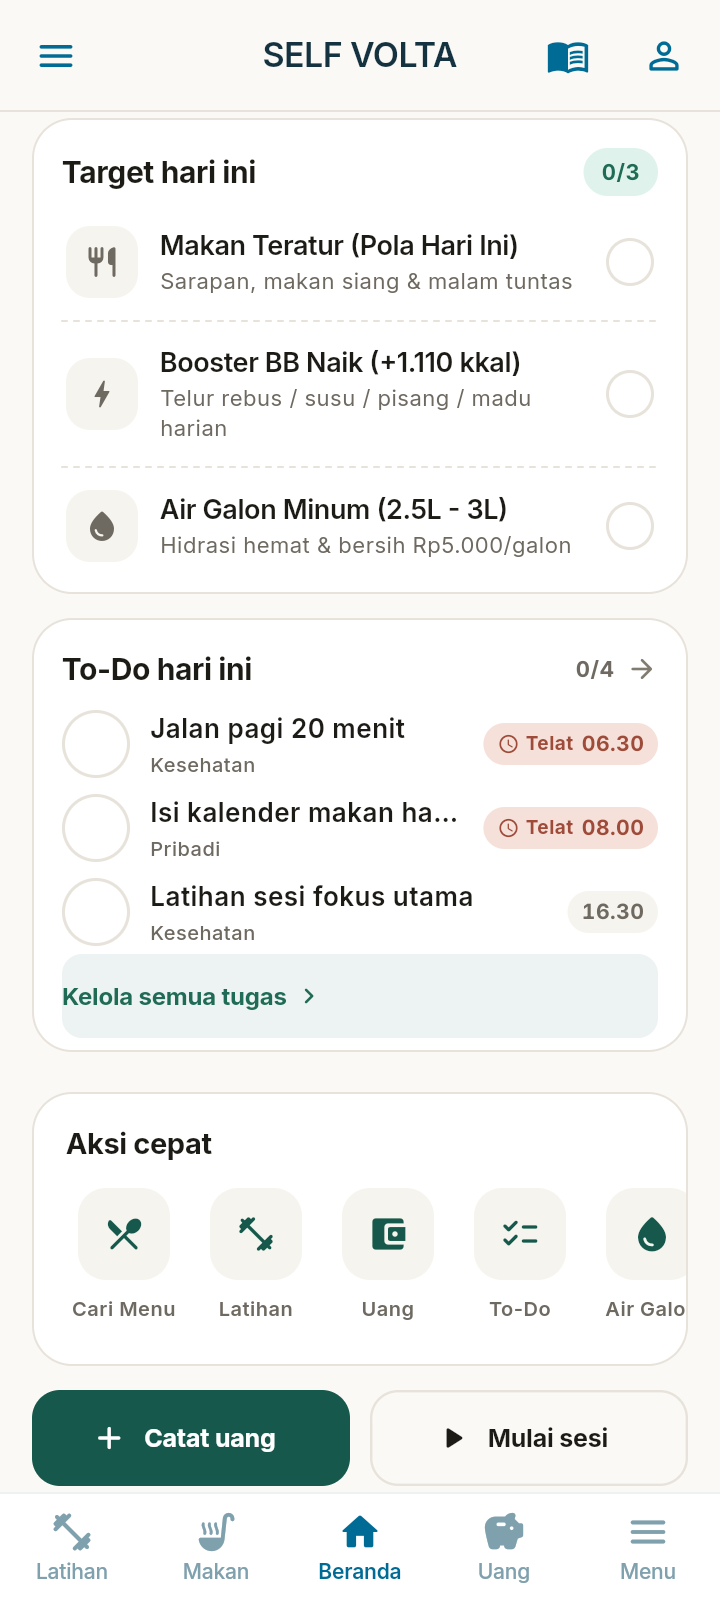 SELF VOLTA
Target hari ini
0/3
Makan Teratur (Pola Hari Ini)
Sarapan, makan siang & malam tuntas
Booster BB Naik (+1.110 kkal)
Telur rebus / susu / pisang / madu
harian
Air Galon Minum (2.5L - 3L)
Hidrasi hemat & bersih Rp5.000/galon
To-Do hari ini
0/4
Jalan pagi 20 menit
Kesehatan
Telat 06.30
Isi kalender makan ha...
Pribadi
Telat 08.00
Latihan sesi fokus utama
Kesehatan
16.30
Kelola semua tugas
Aksi cepat
Cari Menu
Latihan
Uang
To-Do
Air Galo
Catat uang
Mulai sesi
Latihan
Makan
Beranda
Uang
Menu